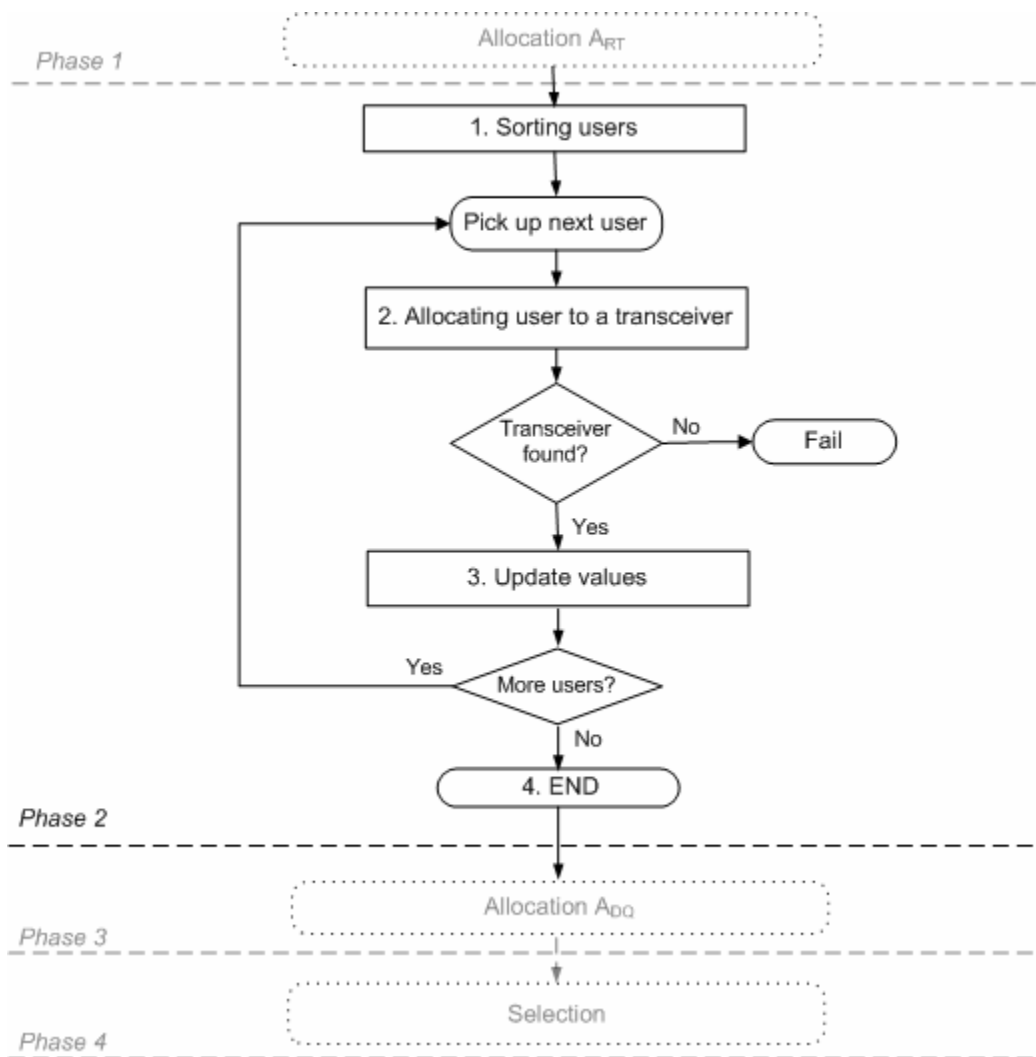 Allocation A_RT
Phase 1
1. Sorting users
Pick up next user
2. Allocating user to a transceiver
Transceiver
found?
No
Fail
Yes
3. Update values
Yes
More users?
No
4. END
Phase 2
Allocation A_DQ
Phase 3
Selection
Phase 4